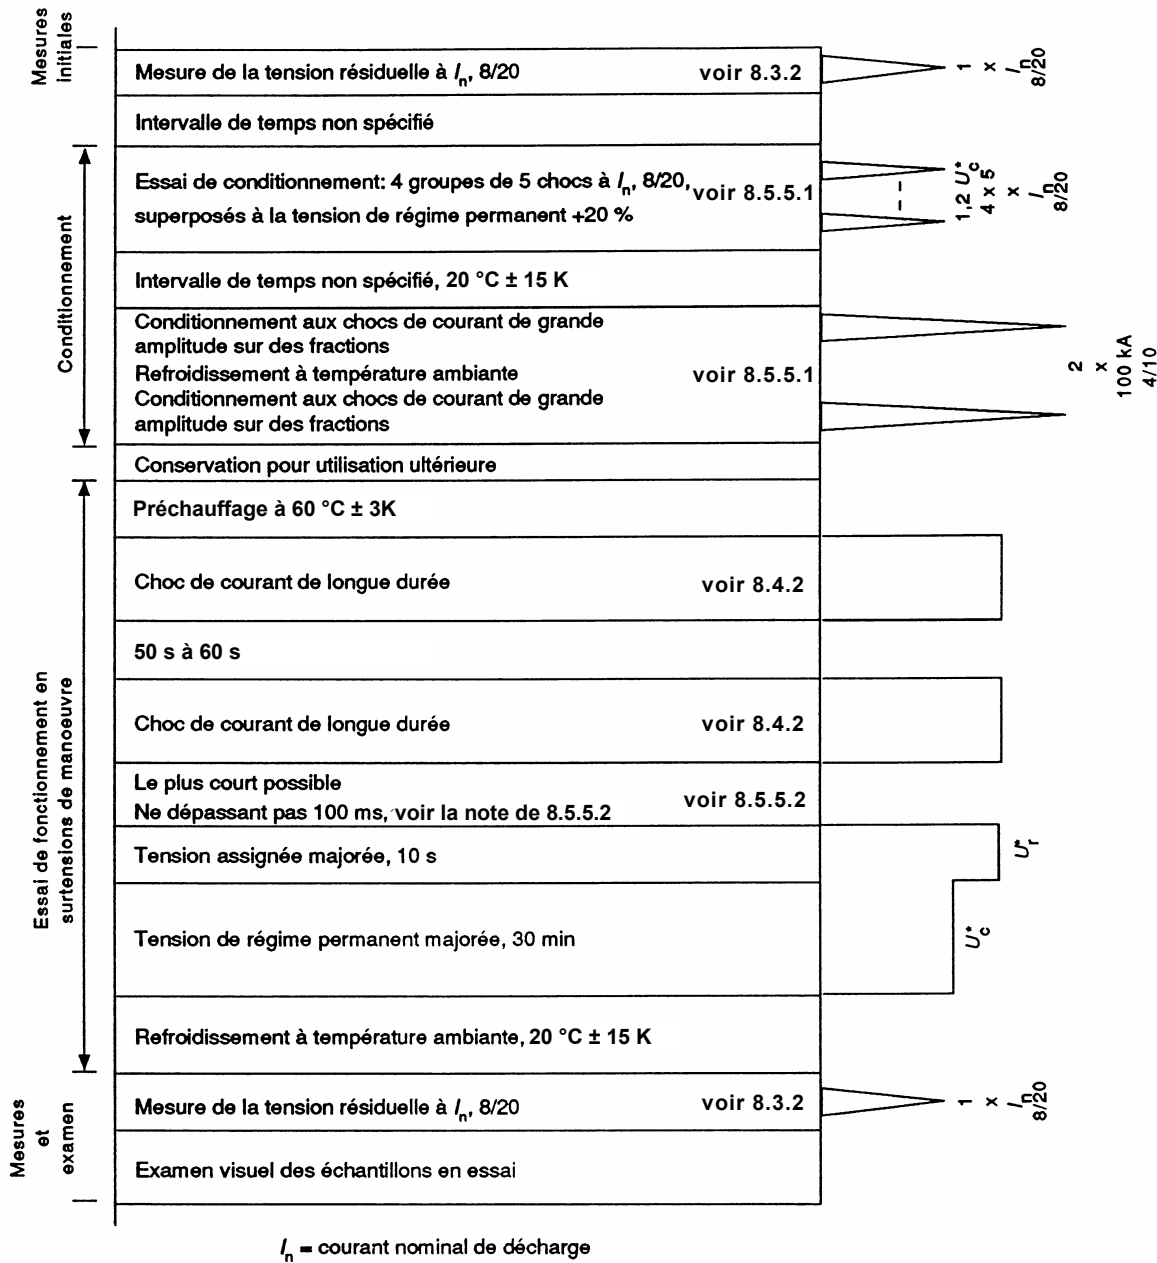 Mesures
initiales
Mesure de la tension résiduelle à Iₙ, 8/20 voir 8.3.2
1 x Iₙ 8/20
Intervalle de temps non spécifié
Conditionnement
Essai de conditionnement: 4 groupes de 5 chocs à Iₙ, 8/20, voir 8.5.5.1
superposés à la tension de régime permanent +20 %
1,2 U*c
4 x 5
x
Iₙ
8/20
Intervalle de temps non spécifié, 20 °C ± 15 K
Conditionnement aux chocs de courant de grande
amplitude sur des fractions
Refroidissement à température ambiante voir 8.5.5.1
Conditionnement aux chocs de courant de grande
amplitude sur des fractions
2
x
100 kA
4/10
Conservation pour utilisation ultérieure
Essai de fonctionnement en
surtensions de manoeuvre
Préchauffage à 60 °C ± 3K
Choc de courant de longue durée voir 8.4.2
50 s à 60 s
Choc de courant de longue durée voir 8.4.2
Le plus court possible
Ne dépassant pas 100 ms, voir la note de 8.5.5.2 voir 8.5.5.2
Tension assignée majorée, 10 s
U*r
Tension de régime permanent majorée, 30 min
U*c
Refroidissement à température ambiante, 20 °C ± 15 K
Mesures
et
examen
Mesure de la tension résiduelle à Iₙ, 8/20 voir 8.3.2
1 x Iₙ 8/20
Examen visuel des échantillons en essai
Iₙ = courant nominal de décharge